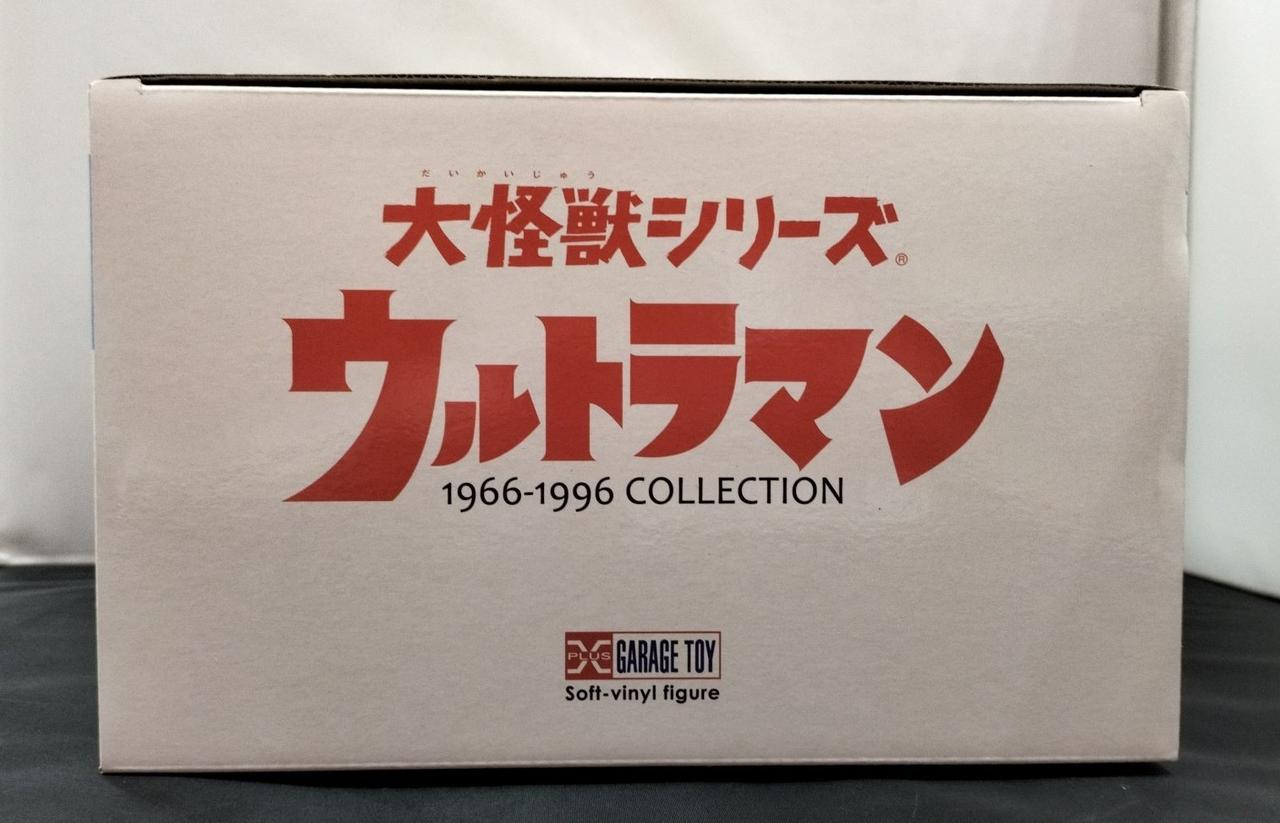 だいかいじゅう
大怪獣シリーズ®
ウルトラマン
1966-1996 COLLECTION
X PLUS GARAGE TOY
Soft-vinyl figure